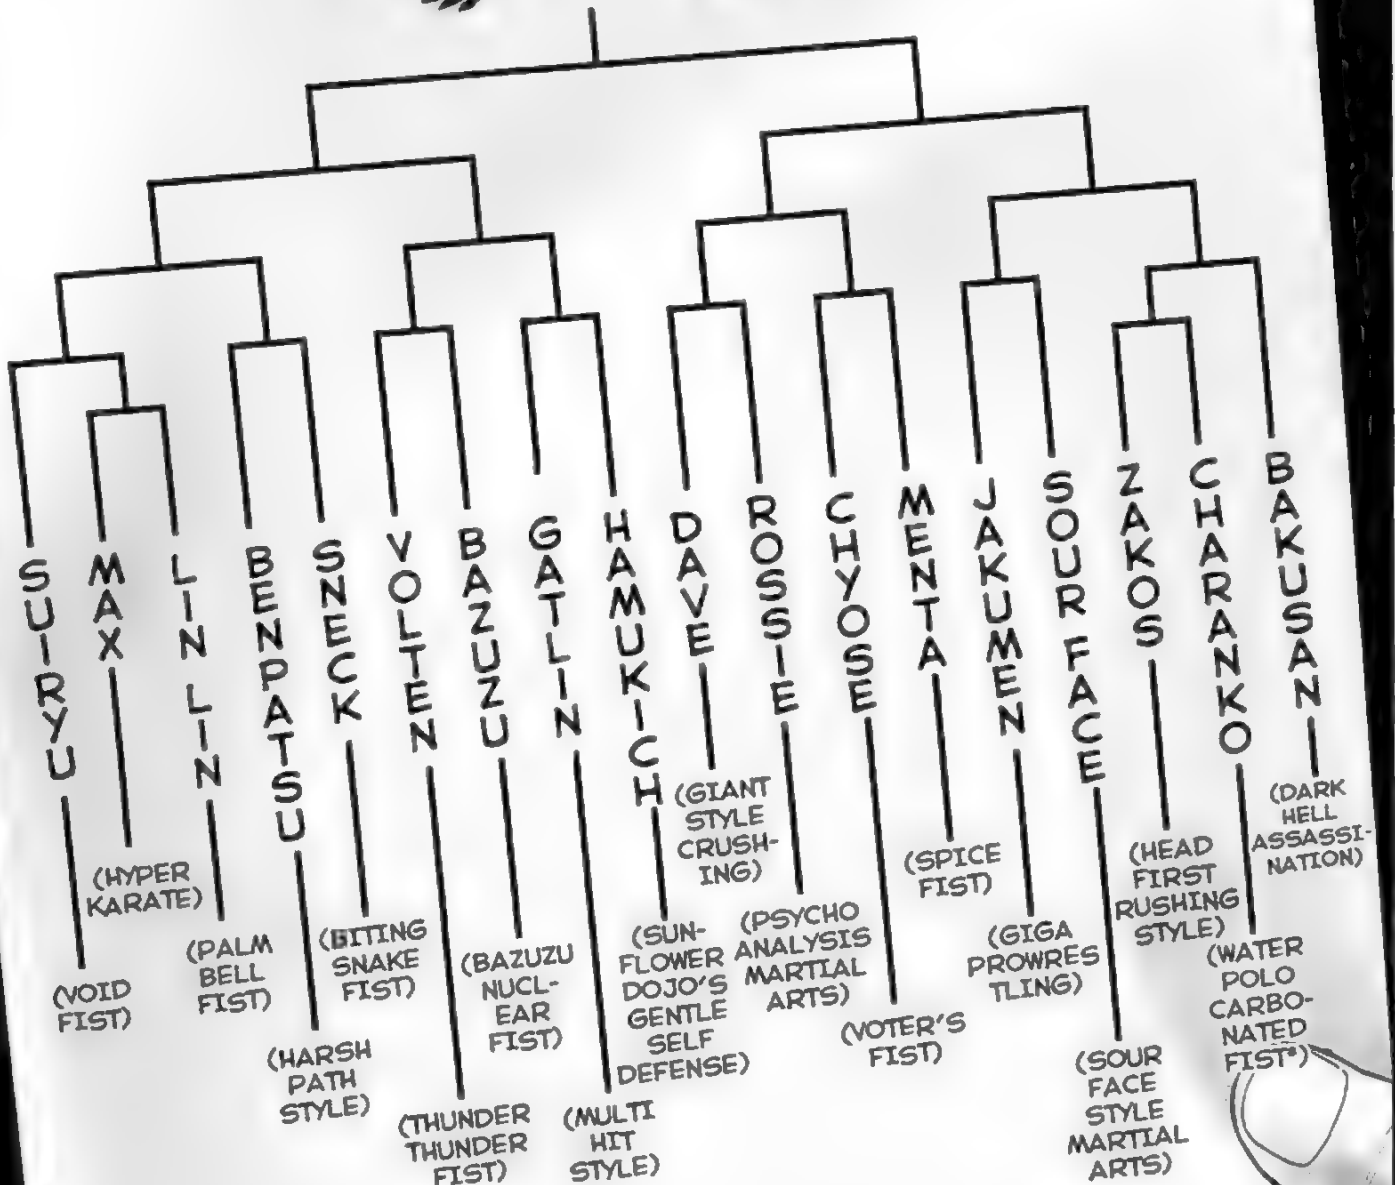 SUIRYU
(VOID
FIST)
MAX
(HYPER
KARATE)
LIN LIN
(PALM
BELL
FIST)
BENPATSU
(HARSH
PATH
STYLE)
SNECK
(BITING
SNAKE
FIST)
VOLTEN
(THUNDER
THUNDER
FIST)
BAZUZU
(BAZUZU
NUCL-
EAR
FIST)
GATLIN
(MULTI
HIT
STYLE)
HAMUKICH
(SUN-
FLOWER
DOJO'S
GENTLE
SELF
DEFENSE)
DAVE
(GIANT
STYLE
CRUSH-
ING)
ROSSIE
(PSYCHO
ANALYSIS
MARTIAL
ARTS)
CHYOSE
(VOTER'S
FIST)
MENTA
(SPICE
FIST)
JAKUMEN
(GIGA
PROWRES
TLING)
SOUR FACE
(SOUR
FACE
STYLE
MARTIAL
ARTS)
ZAKOS
(HEAD
FIRST
RUSHING
STYLE)
CHARANKO
(WATER
POLO
CARBO-
NATED
FIST*)
BAKUSAN
(DARK
HELL
ASSASSI-
NATION)